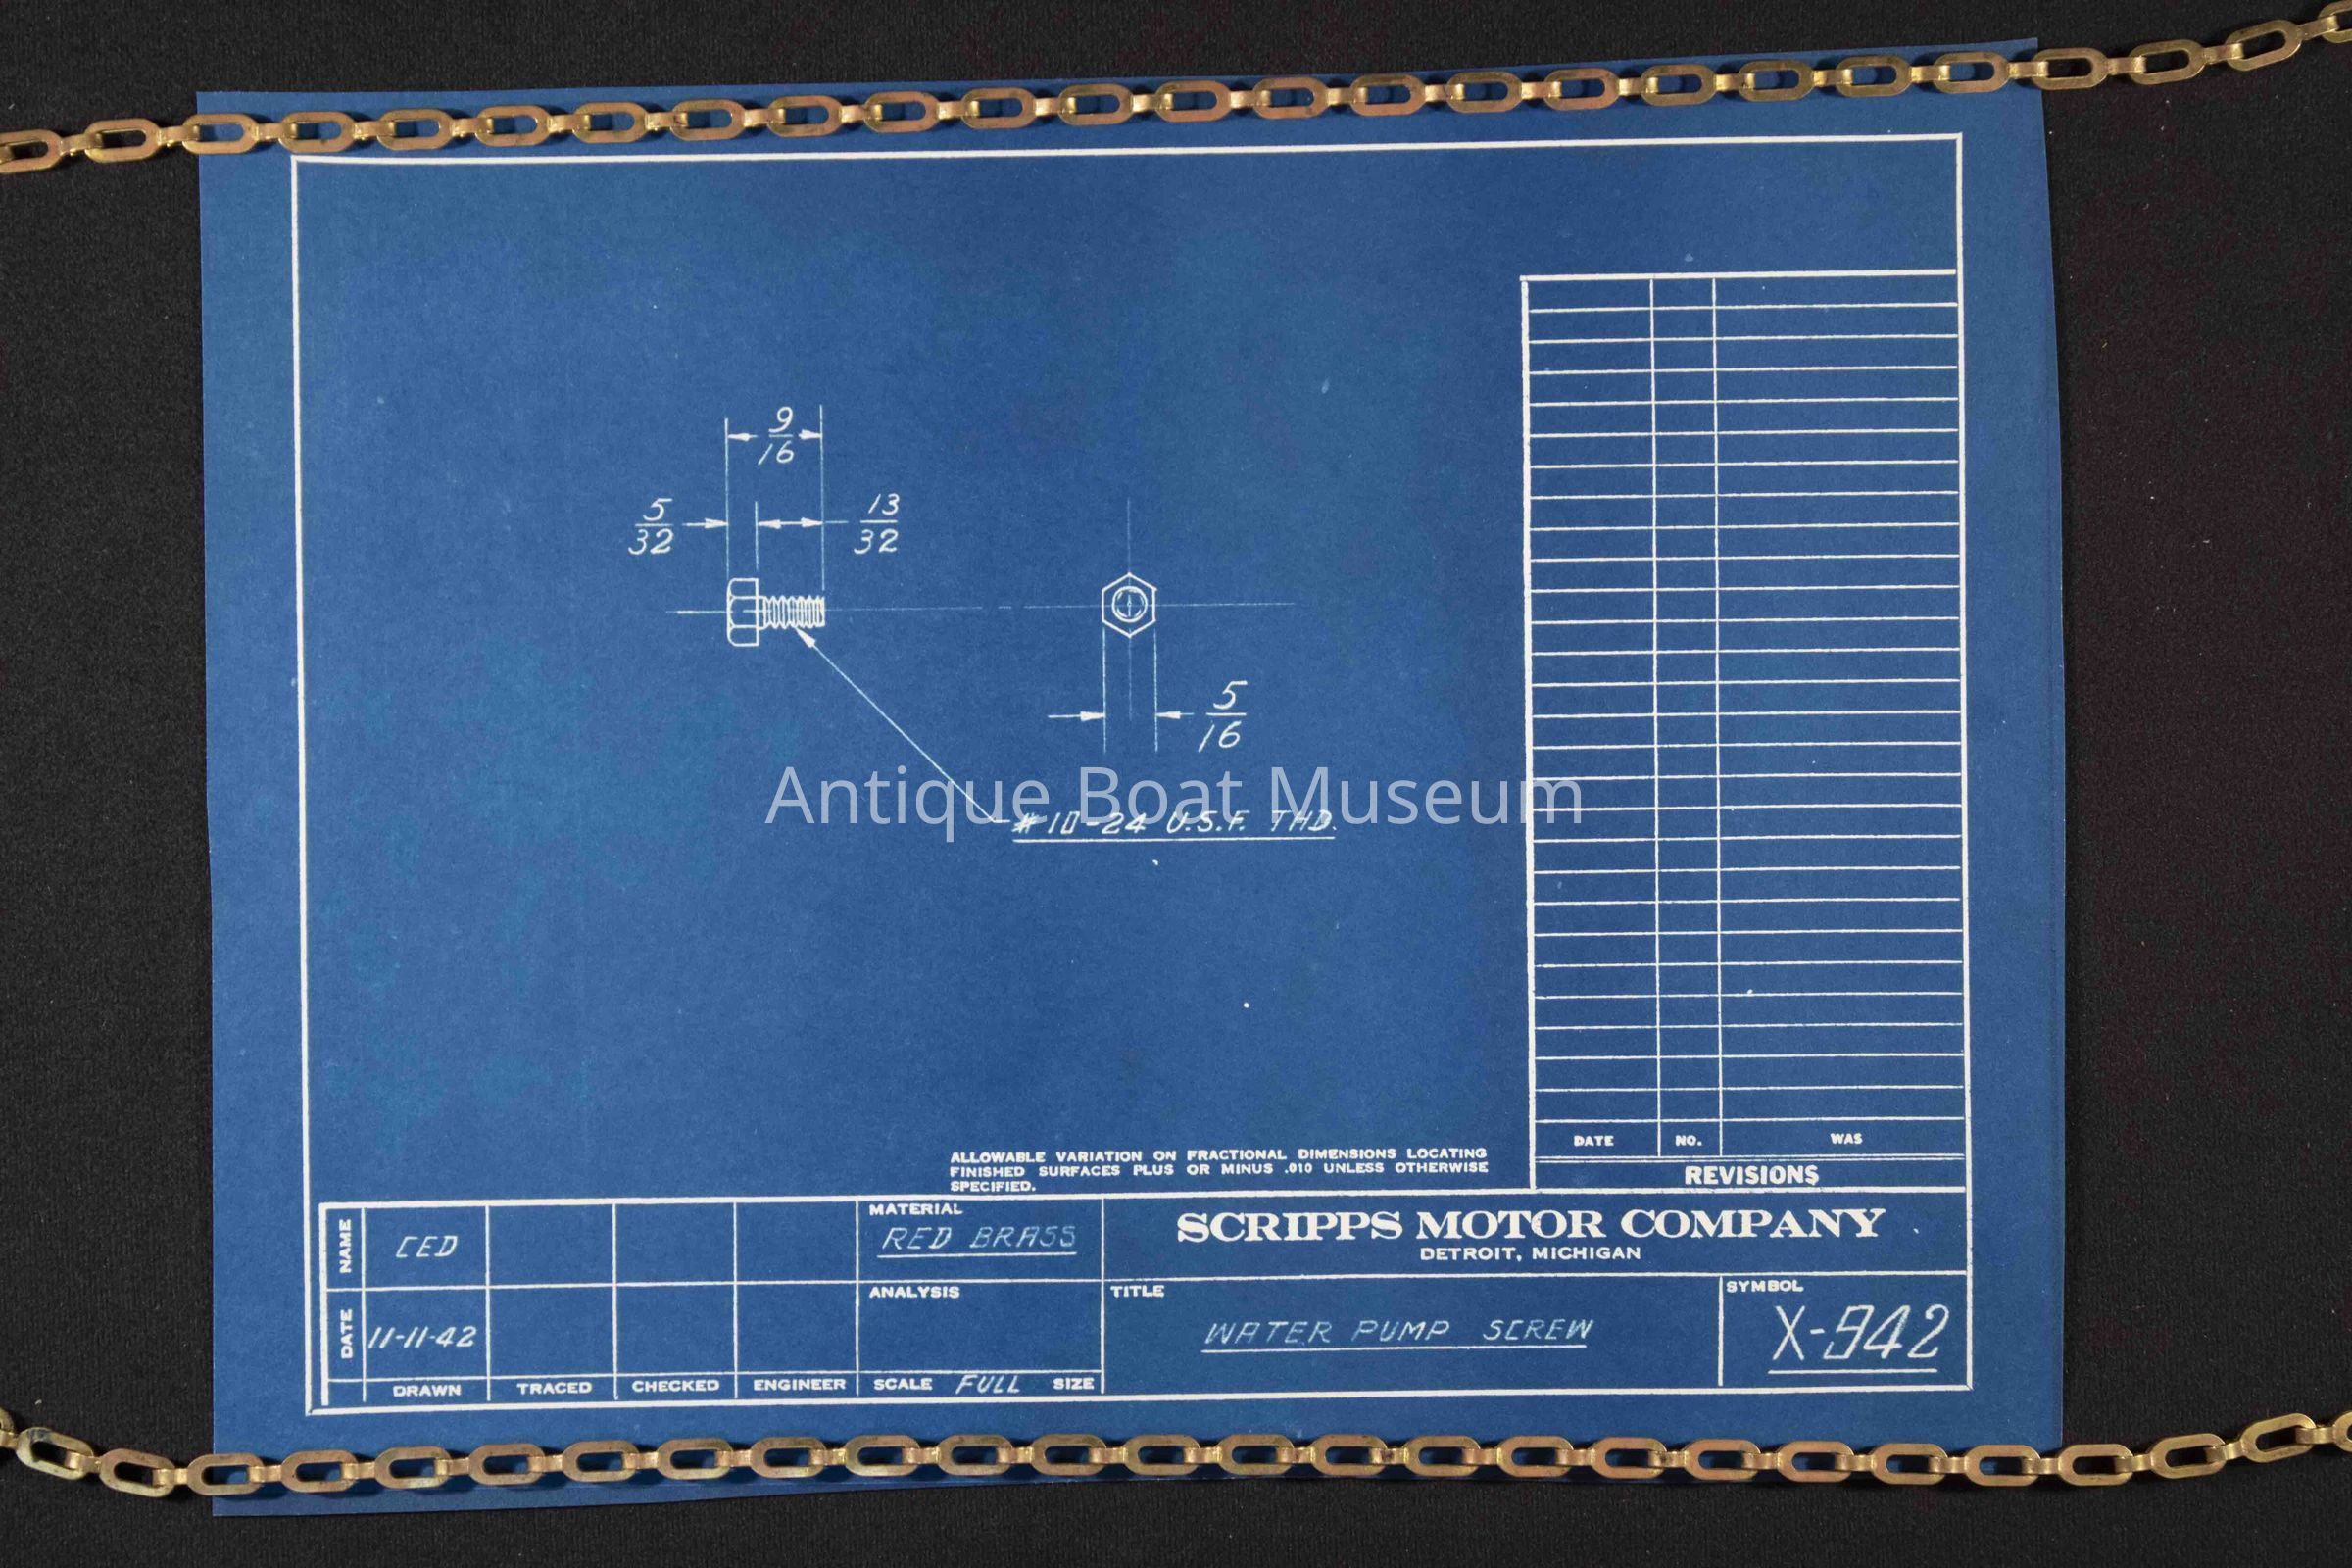 9
16
5
32
13
32
5
16
#10-24 U.S.F. THD.
Antique Boat Museum
ALLOWABLE VARIATION ON FRACTIONAL DIMENSIONS LOCATING
FINISHED SURFACES PLUS OR MINUS .010 UNLESS OTHERWISE
SPECIFIED.
DATE NO. WAS
REVISIONS
NAME CED
MATERIAL
RED BRASS
SCRIPPS MOTOR COMPANY
DETROIT, MICHIGAN
DATE 11-11-42
ANALYSIS
TITLE
WATER PUMP SCREW
SYMBOL
X-942
DRAWN TRACED CHECKED ENGINEER SCALE FULL SIZE